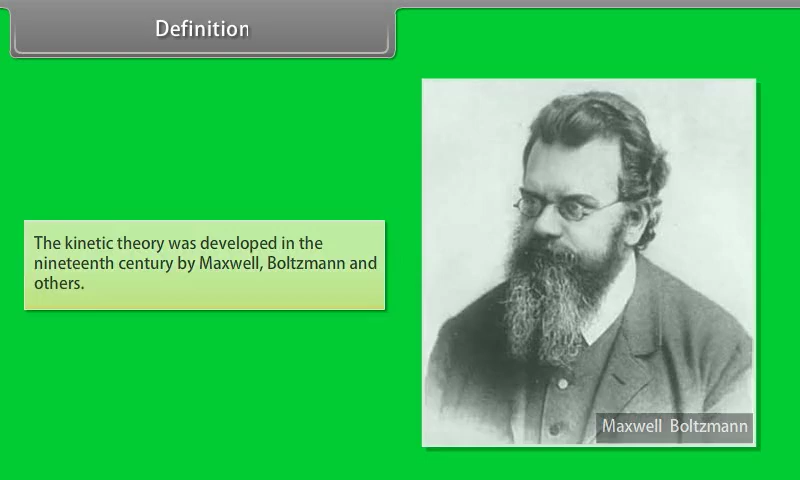 Definition
The kinetic theory was developed in the
nineteenth century by Maxwell, Boltzmann and
others.
Maxwell Boltzmann